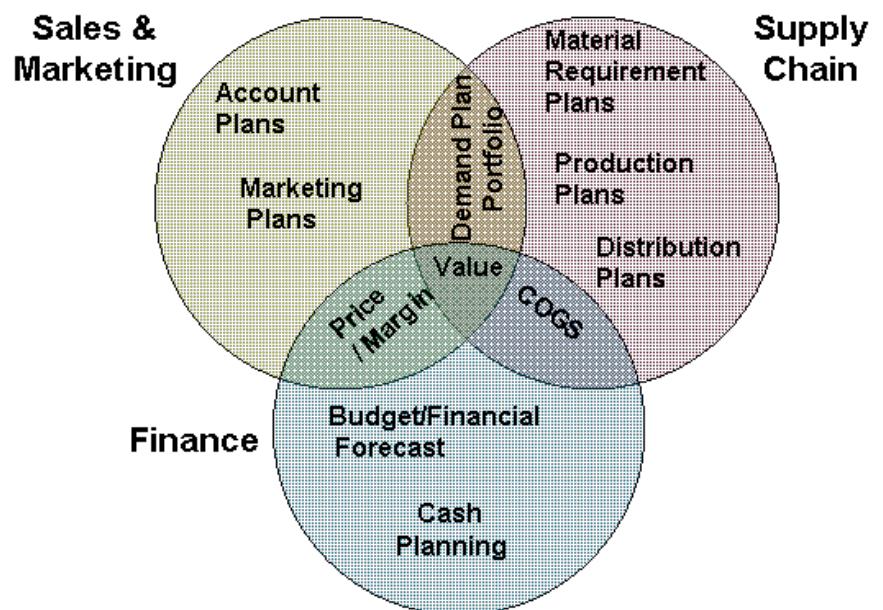 Sales &
Marketing
Supply
Chain
Account
Plans
Marketing
Plans
Demand Plan
Portfolio
Material
Requirement
Plans
Production
Plans
Distribution
Plans
Value
Price
/ Margin
COGS
Finance
Budget/Financial
Forecast
Cash
Planning